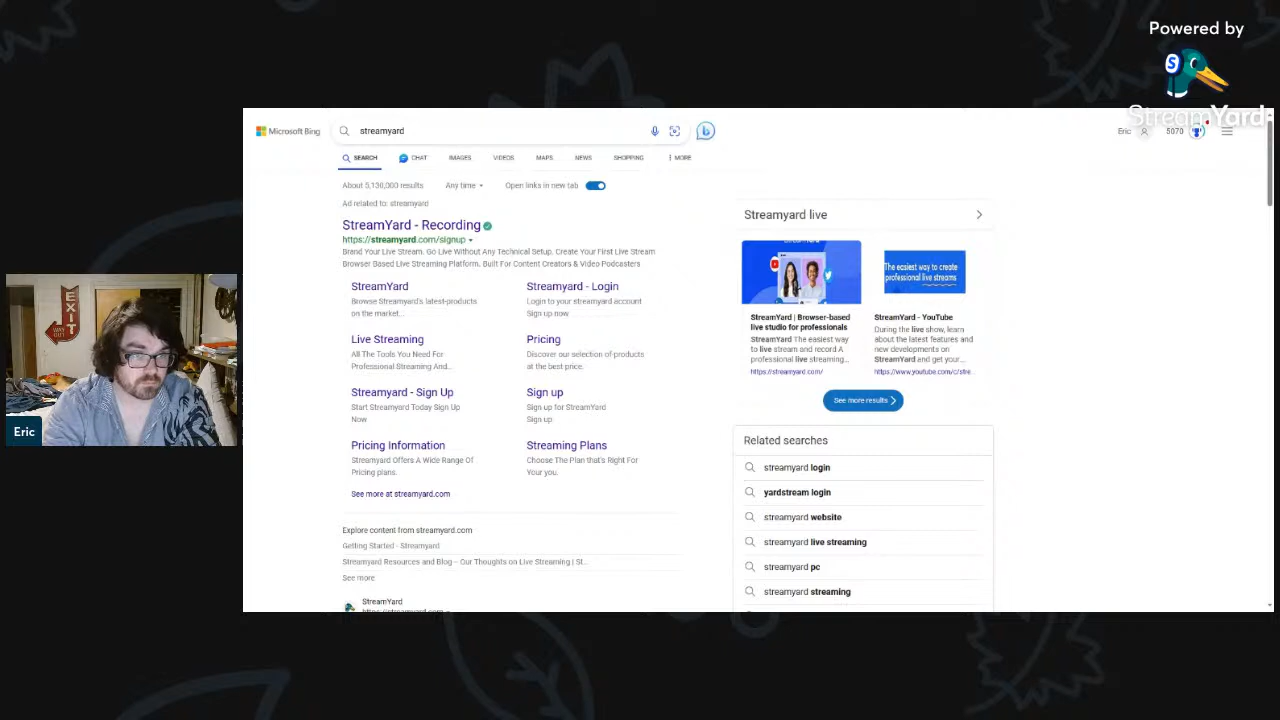 Powered by
StreamYard
Microsoft Bing
streamyard
Eric
5070
SEARCH
CHAT
IMAGES
VIDEOS
MAPS
NEWS
SHOPPING
MORE
About 5,130,000 results
Any time
Open links in new tab
Ad related to: streamyard
StreamYard - Recording
https://streamyard.com/signup
Brand Your Live Stream. Go Live Without Any Technical Setup. Create Your First Live Stream
Browser Based Live Streaming Platform. Built For Content Creators & Video Podcasters
StreamYard
Browse Streamyard's latest-products
on the market...
Streamyard - Login
Login to your streamyard account
Sign up now
Live Streaming
All The Tools You Need For
Professional Streaming And...
Pricing
Discover our selection-of-products
at the best price.
Streamyard - Sign Up
Start Streamyard Today Sign Up
Now
Sign up
Sign up for StreamYard
Sign up
Pricing Information
Streamyard Offers A Wide Range Of
Pricing plans.
Streaming Plans
Choose The Plan that's Right For
Your you.
See more at streamyard.com
Explore content from streamyard.com
Getting Started - Streamyard
Streamyard Resources and Blog – Our Thoughts on Live Streaming | St...
See more
StreamYard
Streamyard live
The easiest way to create
professional live streams
StreamYard | Browser-based
live studio for professionals
StreamYard The easiest way
to live stream and record A
professional live streaming...
https://streamyard.com/
StreamYard - YouTube
During the live show, learn
about the latest features and
new developments on
StreamYard and get your...
https://www.youtube.com/c/stre...
See more results
Related searches
streamyard login
yardstream login
streamyard website
streamyard live streaming
streamyard pc
streamyard streaming
EXIT
Eric